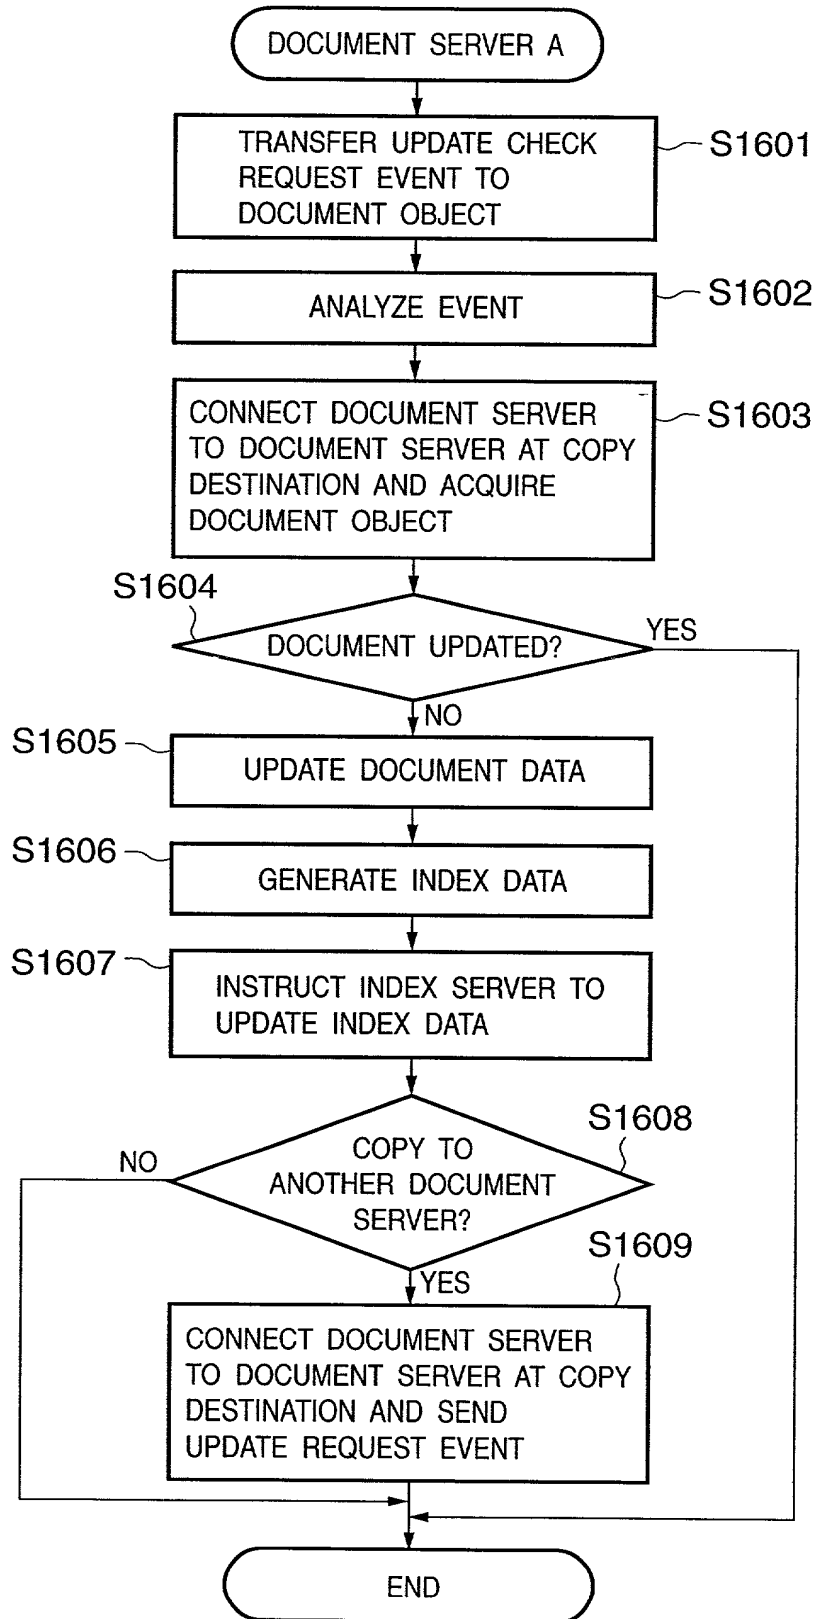 DOCUMENT SERVER A
TRANSFER UPDATE CHECK
REQUEST EVENT TO
DOCUMENT OBJECT
S1601
ANALYZE EVENT
S1602
CONNECT DOCUMENT SERVER
TO DOCUMENT SERVER AT COPY
DESTINATION AND ACQUIRE
DOCUMENT OBJECT
S1603
S1604
DOCUMENT UPDATED?
YES
NO
S1605
UPDATE DOCUMENT DATA
S1606
GENERATE INDEX DATA
S1607
INSTRUCT INDEX SERVER TO
UPDATE INDEX DATA
S1608
COPY TO
ANOTHER DOCUMENT
SERVER?
NO
YES
S1609
CONNECT DOCUMENT SERVER
TO DOCUMENT SERVER AT COPY
DESTINATION AND SEND
UPDATE REQUEST EVENT
END